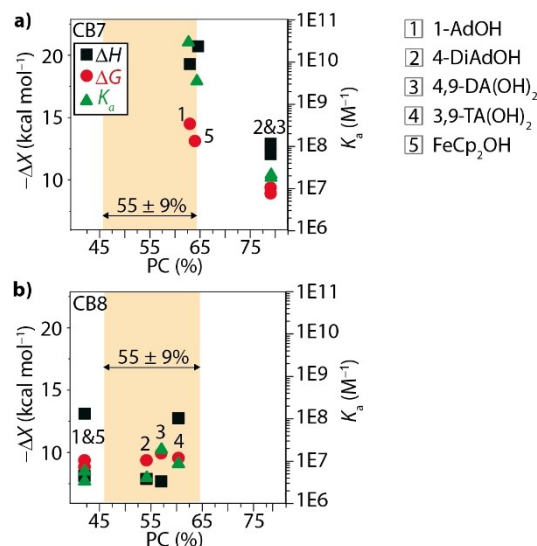 a)
CB7
ΔH
ΔG
Kₐ
20
15
10
−ΔX (kcal mol⁻¹)
1
5
2&3
55 ± 9%
1E11
1E10
1E9
1E8
1E7
1E6
Kₐ (M⁻¹)
45 55 65 75
PC (%)
1 1-AdOH
2 4-DiAdOH
3 4,9-DA(OH)₂
4 3,9-TA(OH)₂
5 FeCp₂OH
b)
CB8
20
15
10
−ΔX (kcal mol⁻¹)
55 ± 9%
1&5
2
3
4
1E11
1E10
1E9
1E8
1E7
1E6
Kₐ (M⁻¹)
45 55 65 75
PC (%)